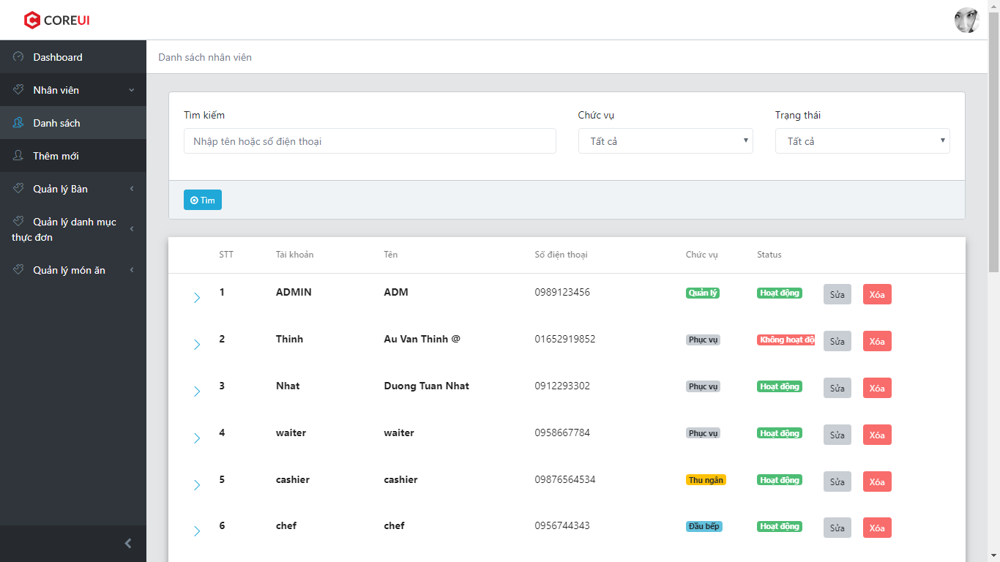 COREUI
Dashboard
Nhân viên
Danh sách
Thêm mới
Quản lý Bàn
Quản lý danh mục
thực đơn
Quản lý món ăn
Danh sách nhân viên
Tìm kiếm
Chức vụ
Trạng thái
Nhập tên hoặc số điện thoại
Tất cả
Tất cả
Tìm
STT Tài khoản Tên Số điện thoại Chức vụ Status
1 ADMIN ADM 0989123456 Quản lý Hoạt động Sửa Xóa
2 Thinh Au Van Thinh @ 01652919852 Phục vụ Không hoạt độ Sửa Xóa
3 Nhat Duong Tuan Nhat 0912293302 Phục vụ Hoạt động Sửa Xóa
4 waiter waiter 0958667784 Phục vụ Hoạt động Sửa Xóa
5 cashier cashier 09876564534 Thu ngân Hoạt động Sửa Xóa
6 chef chef 0956744343 Đầu bếp Hoạt động Sửa Xóa